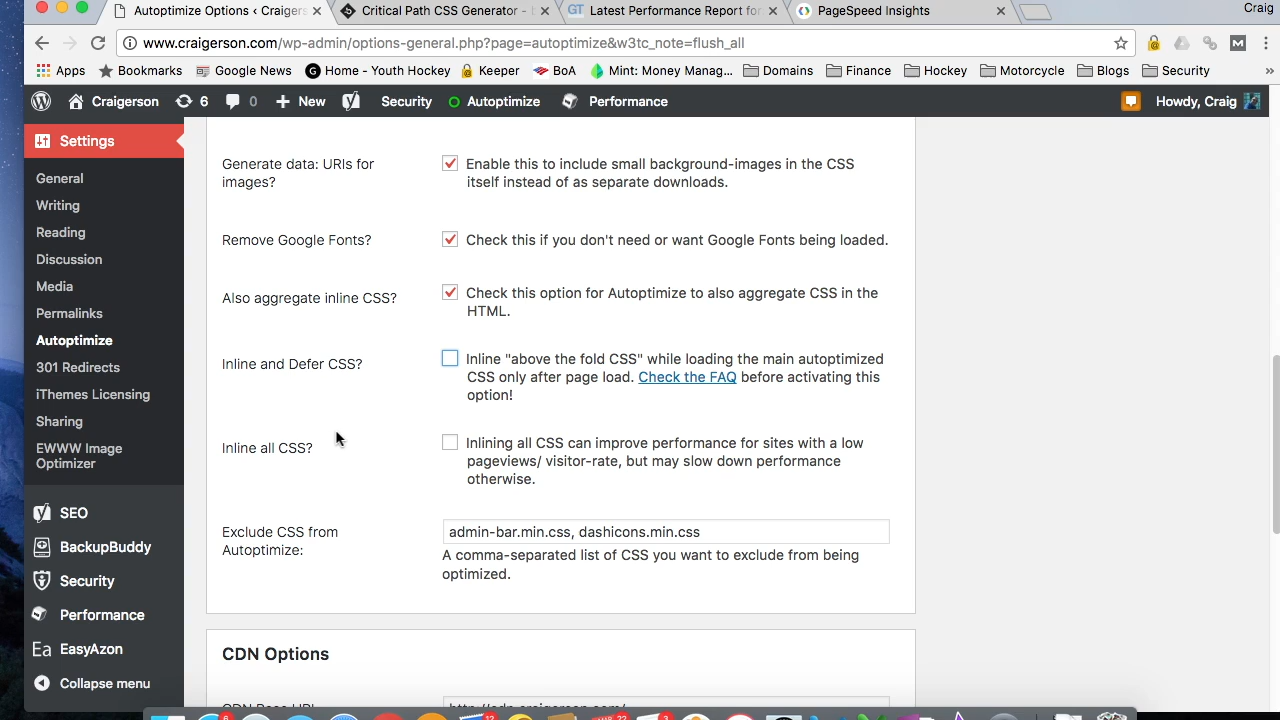 Autoptimize Options ‹ Craigers
Critical Path CSS Generator -
GT Latest Performance Report for
PageSpeed Insights
Craig
www.craigerson.com/wp-admin/options-general.php?page=autoptimize&w3tc_note=flush_all
M
Apps Bookmarks Google News G Home - Youth Hockey Keeper BoA Mint: Money Manag... Domains Finance Hockey Motorcycle Blogs Security »
Craigerson 6 0 New Security Autoptimize Performance Howdy, Craig
Settings
General
Writing
Reading
Discussion
Media
Permalinks
Autoptimize
301 Redirects
iThemes Licensing
Sharing
EWWW Image
Optimizer
SEO
BackupBuddy
Security
Performance
Ea EasyAzon
Collapse menu
Generate data: URIs for
images?
Enable this to include small background-images in the CSS
itself instead of as separate downloads.
Remove Google Fonts?
Check this if you don't need or want Google Fonts being loaded.
Also aggregate inline CSS?
Check this option for Autoptimize to also aggregate CSS in the
HTML.
Inline and Defer CSS?
Inline "above the fold CSS" while loading the main autoptimized
CSS only after page load. Check the FAQ before activating this
option!
Inline all CSS?
Inlining all CSS can improve performance for sites with a low
pageviews/ visitor-rate, but may slow down performance
otherwise.
Exclude CSS from
Autoptimize:
admin-bar.min.css, dashicons.min.css
A comma-separated list of CSS you want to exclude from being
optimized.
CDN Options
CDN Base URL